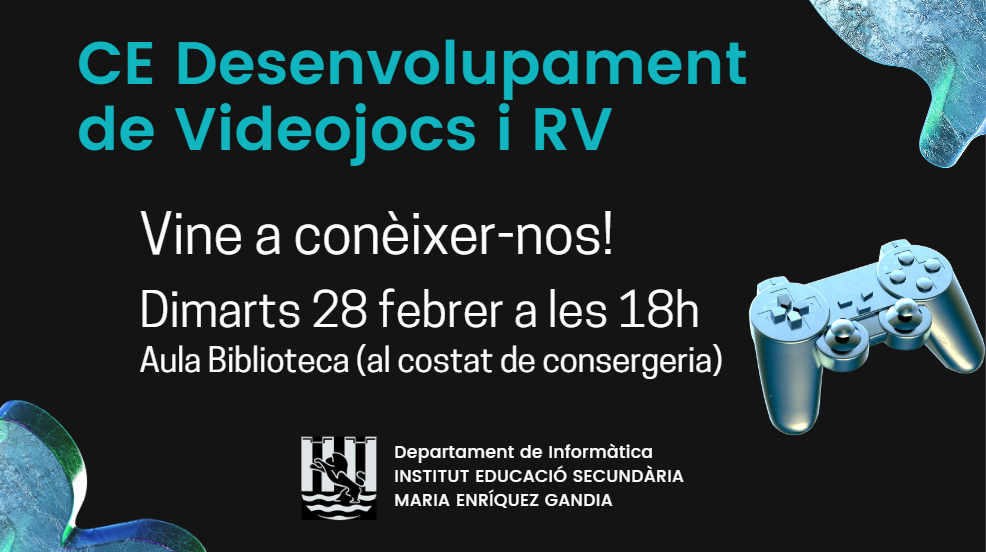 CE Desenvolupament
de Videojocs i RV
Vine a conèixer-nos!
Dimarts 28 febrer a les 18h
Aula Biblioteca (al costat de consergeria)
Departament de Informàtica
INSTITUT EDUCACIÓ SECUNDÀRIA
MARIA ENRÍQUEZ GANDIA